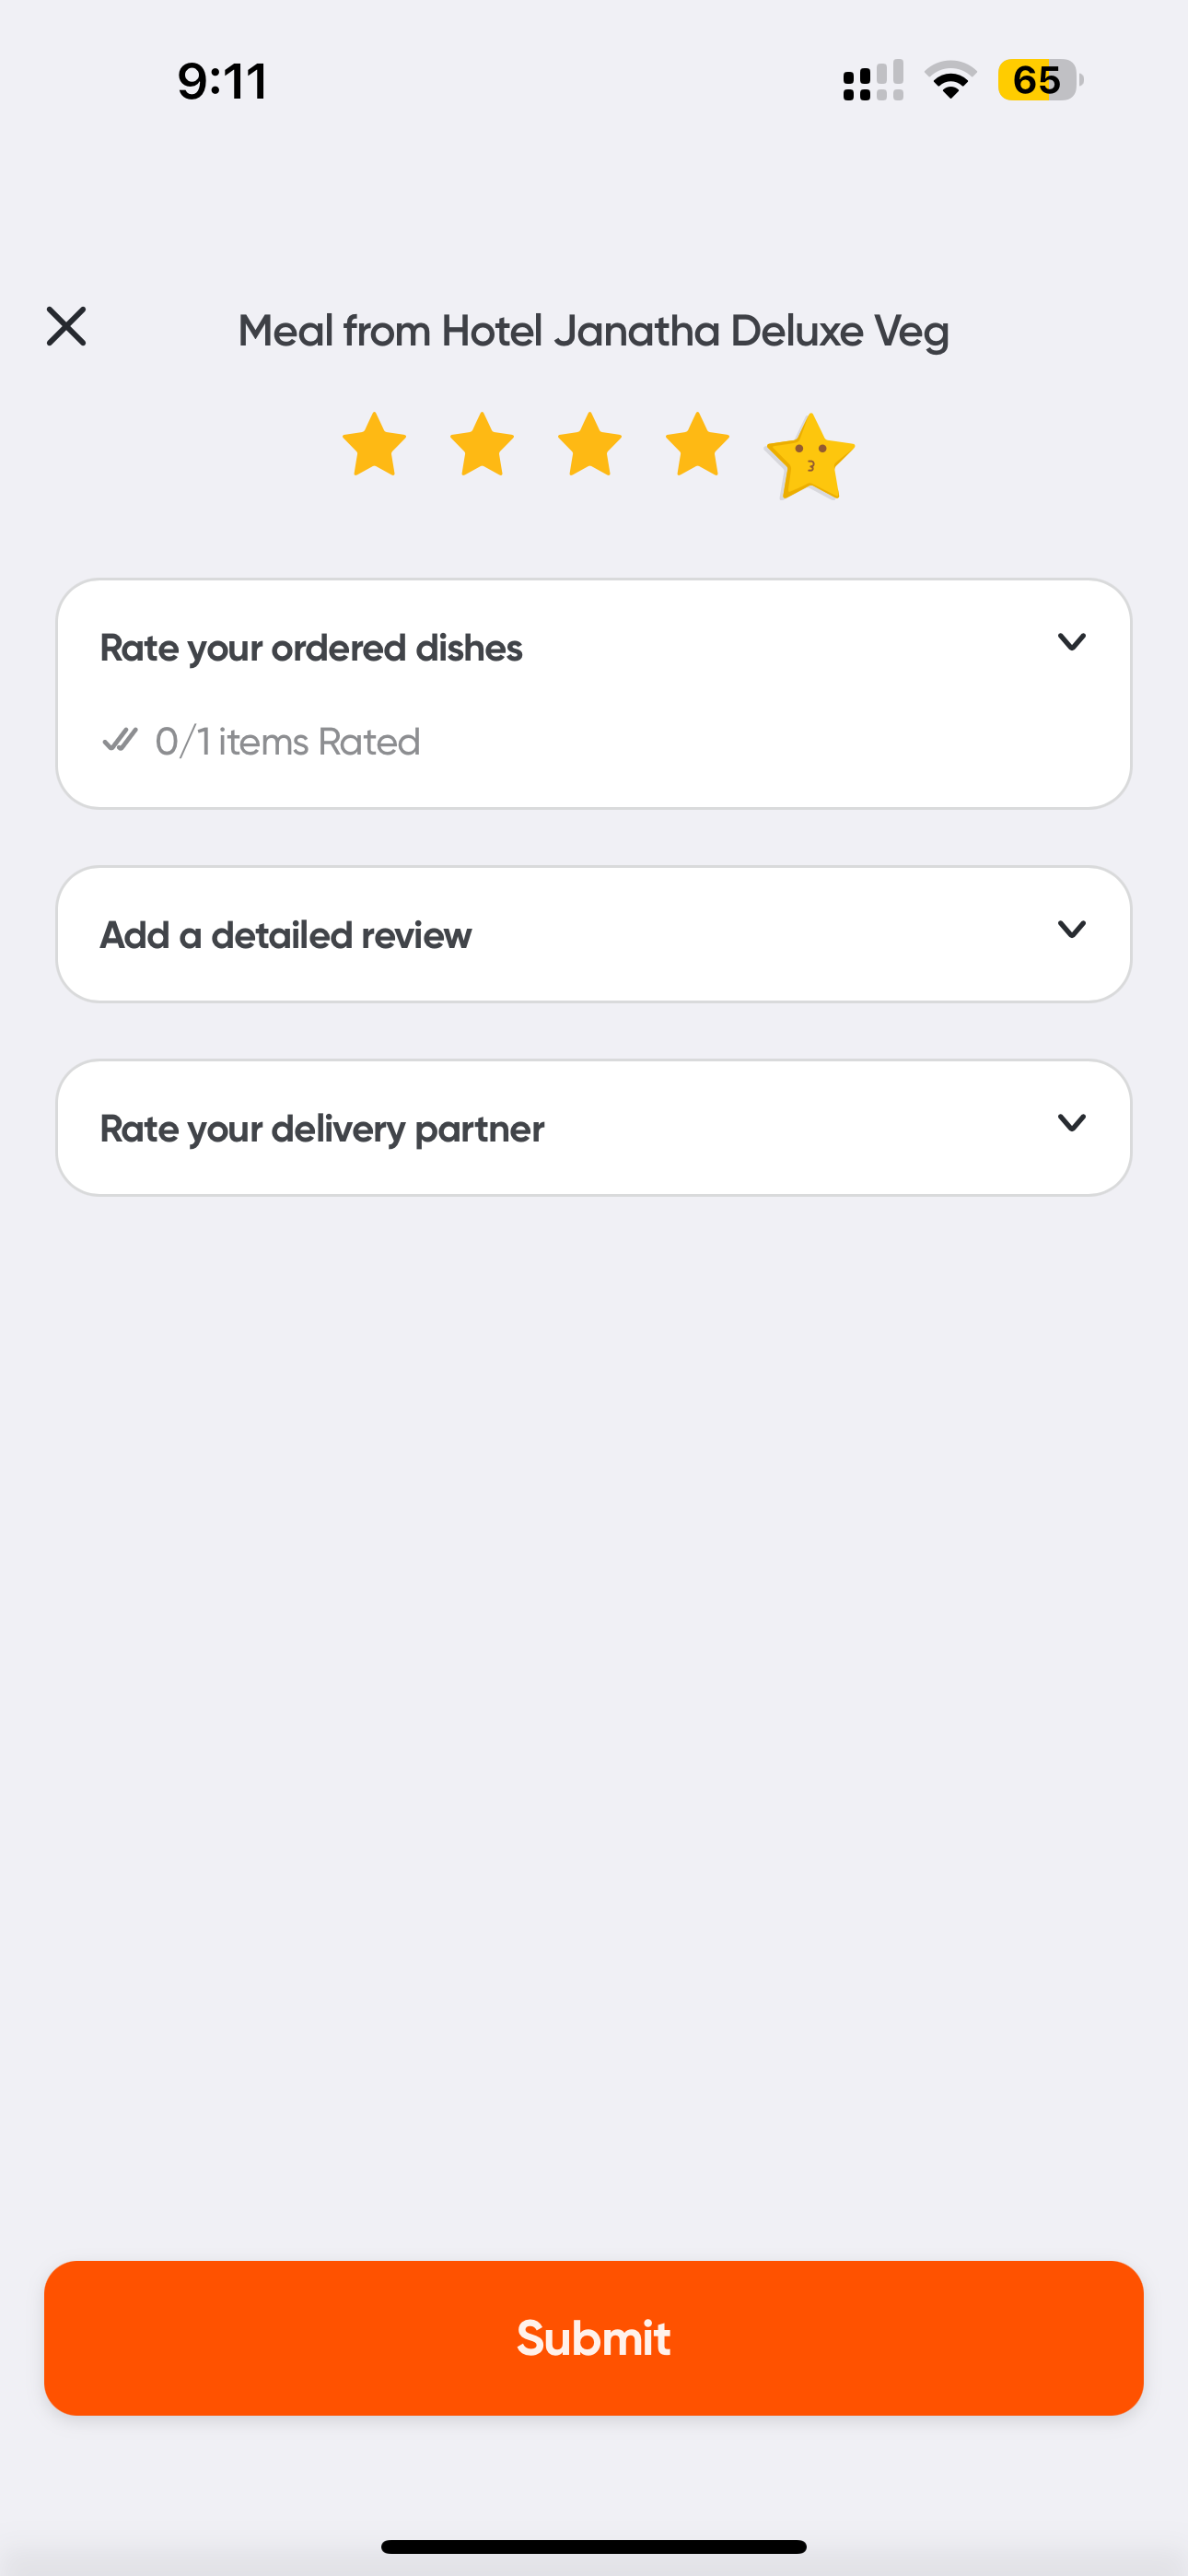 9:11
65
Meal from Hotel Janatha Deluxe Veg
Rate your ordered dishes
0/1 items Rated
Add a detailed review
Rate your delivery partner
Submit